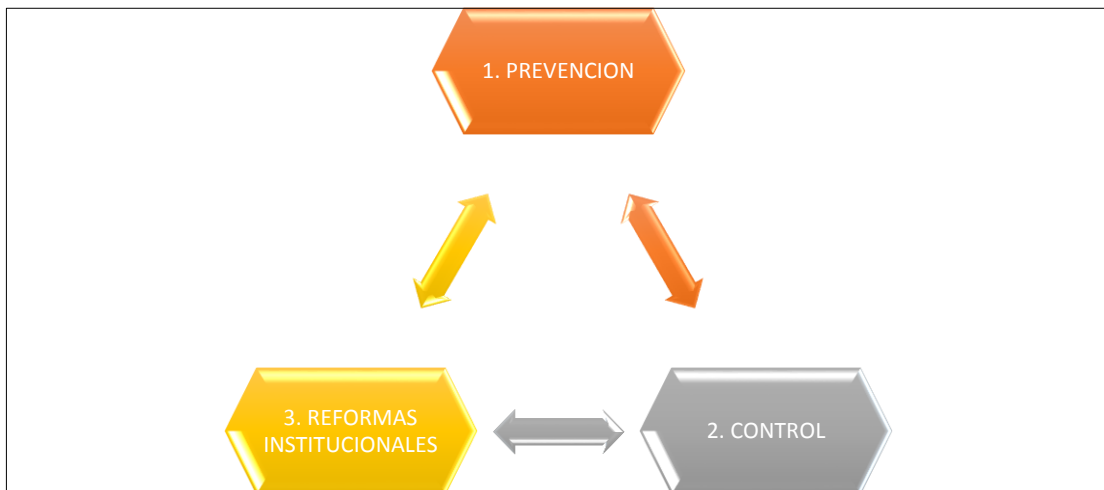 1. PREVENCION
3. REFORMAS
INSTITUCIONALES
2. CONTROL